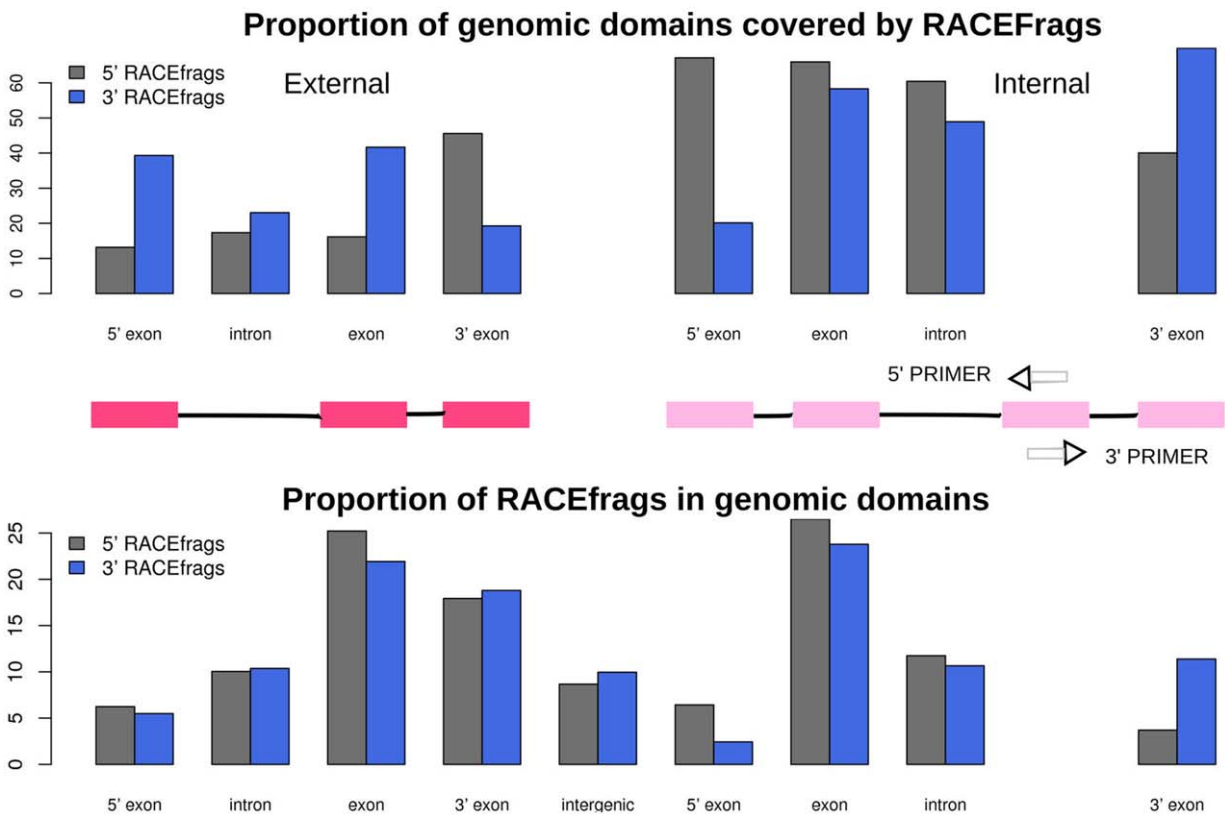 Proportion of genomic domains covered by RACEFrags
5' RACEfrags
3' RACEfrags
External
Internal
60
50
40
30
20
10
0
5' exon intron exon 3' exon 5' exon exon intron 3' exon
5' PRIMER
3' PRIMER
Proportion of RACEfrags in genomic domains
5' RACEfrags
3' RACEfrags
25
20
15
10
5
0
5' exon intron exon 3' exon intergenic 5' exon exon intron 3' exon